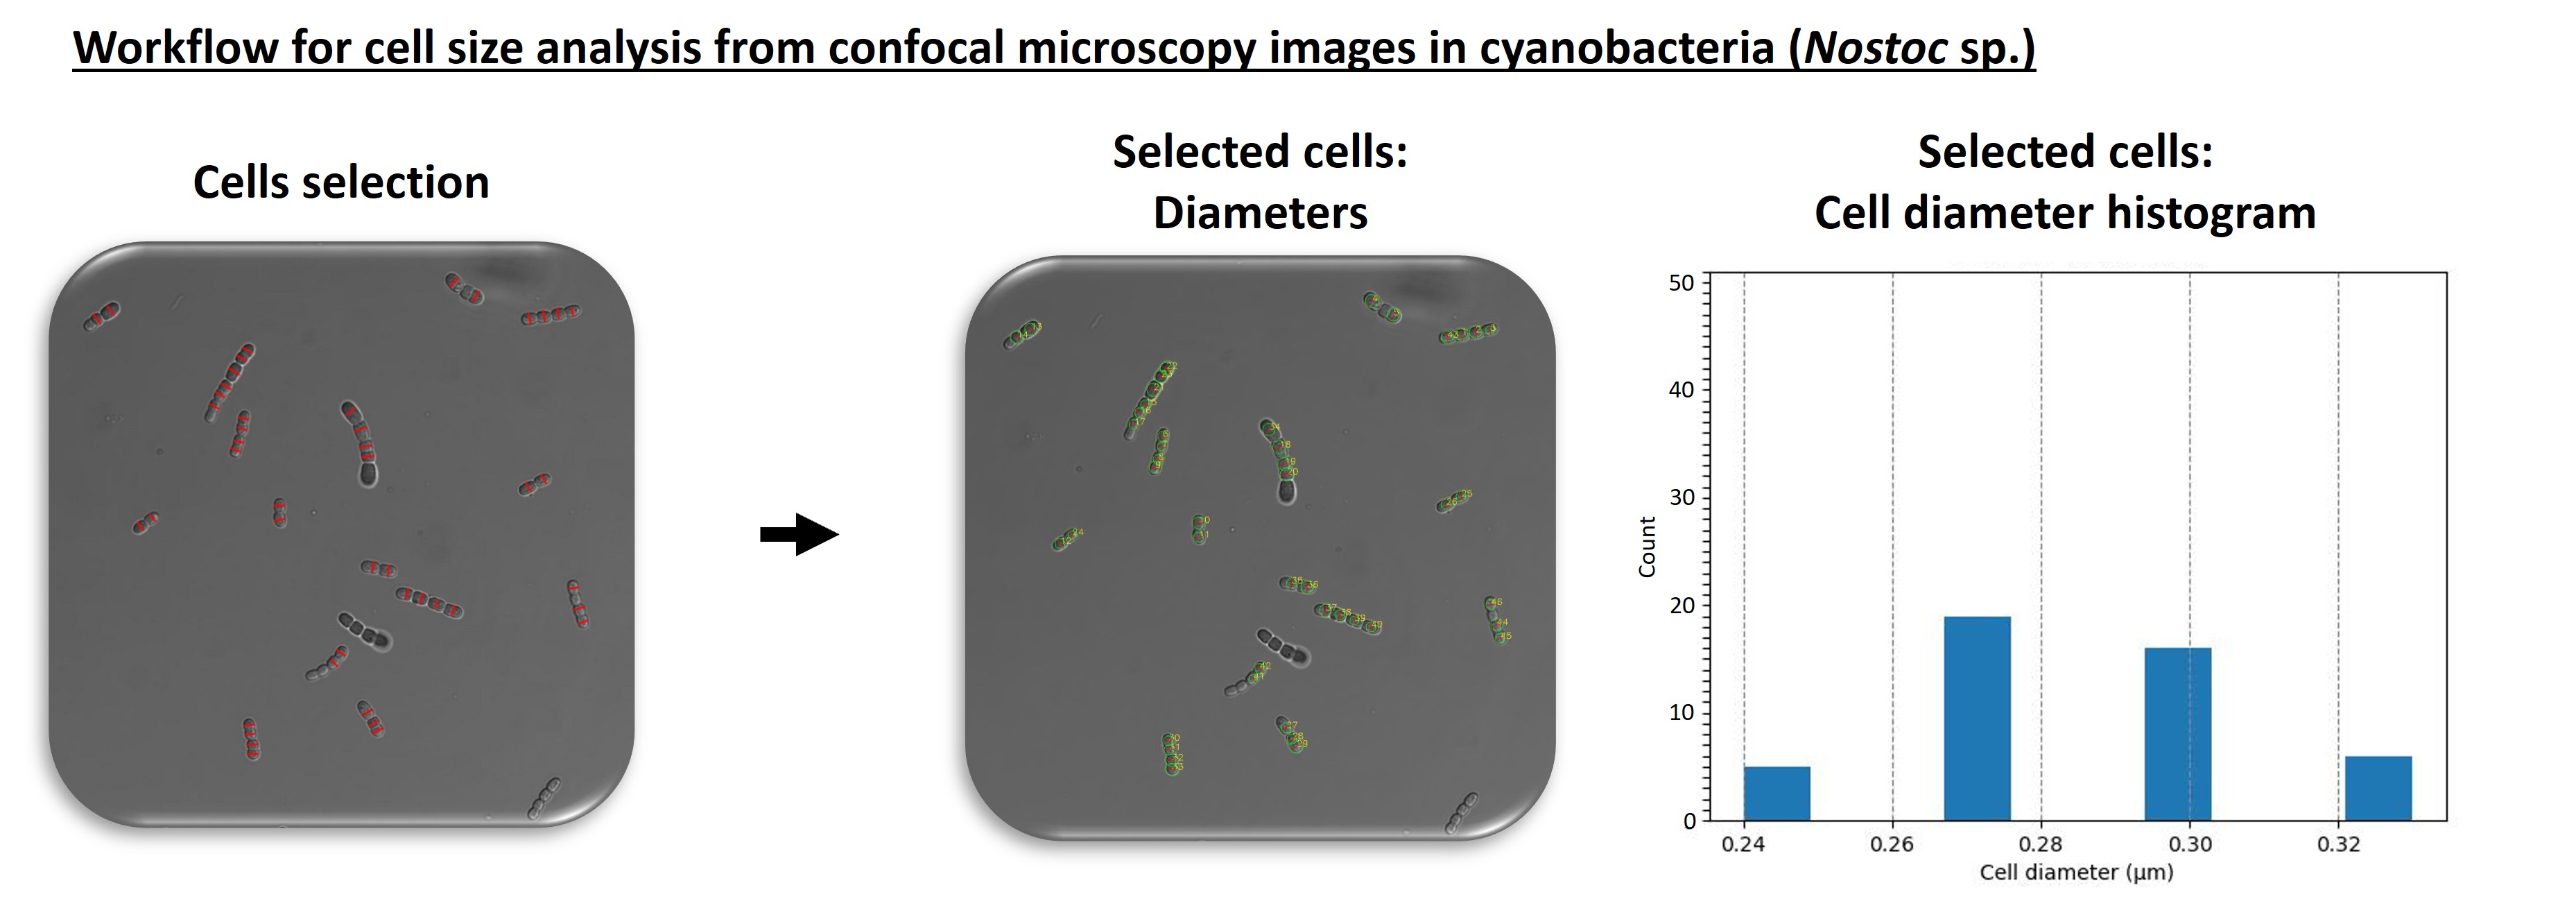 Workflow for cell size analysis from confocal microscopy images in cyanobacteria (Nostoc sp.)
Cells selection
Selected cells:
Diameters
Selected cells:
Cell diameter histogram
50
40
30
20
10
0
Count
0.24
0.26
0.28
0.30
0.32
Cell diameter (µm)